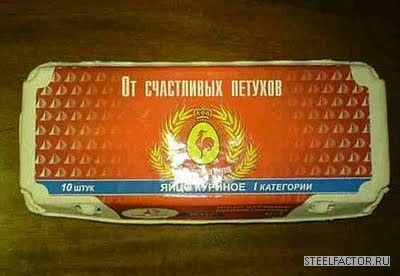 От счастливых петухов
10 штук
яйцо куриное I категории
STEELFACTOR.RU